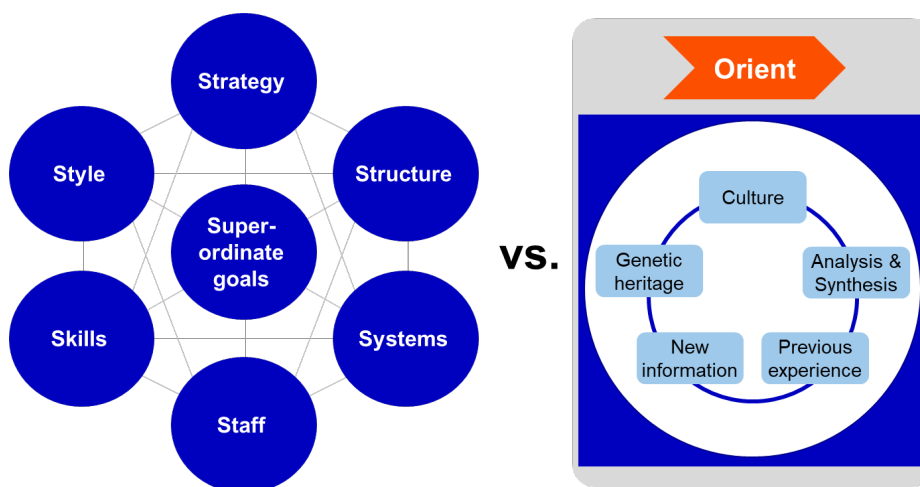 Strategy
Style
Structure
Super-
ordinate
goals
Skills
Systems
Staff
vs.
Orient
Culture
Genetic
heritage
Analysis &
Synthesis
New
information
Previous
experience